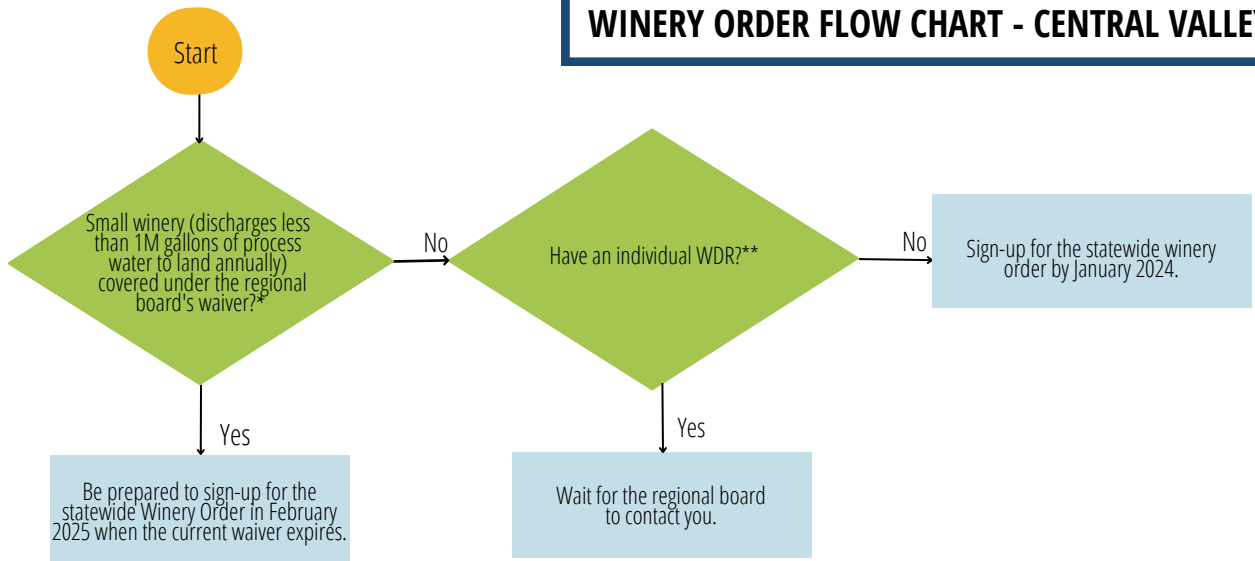 WINERY ORDER FLOW CHART - CENTRAL VALLEY
Start
Small winery (discharges less
than 1M gallons of process
water to land annually)
covered under the regional
board's waiver?*
No
Have an individual WDR?**
No
Sign-up for the statewide winery
order by January 2024.
Yes
Be prepared to sign-up for the
statewide Winery Order in February
2025 when the current waiver expires.
Yes
Wait for the regional board
to contact you.